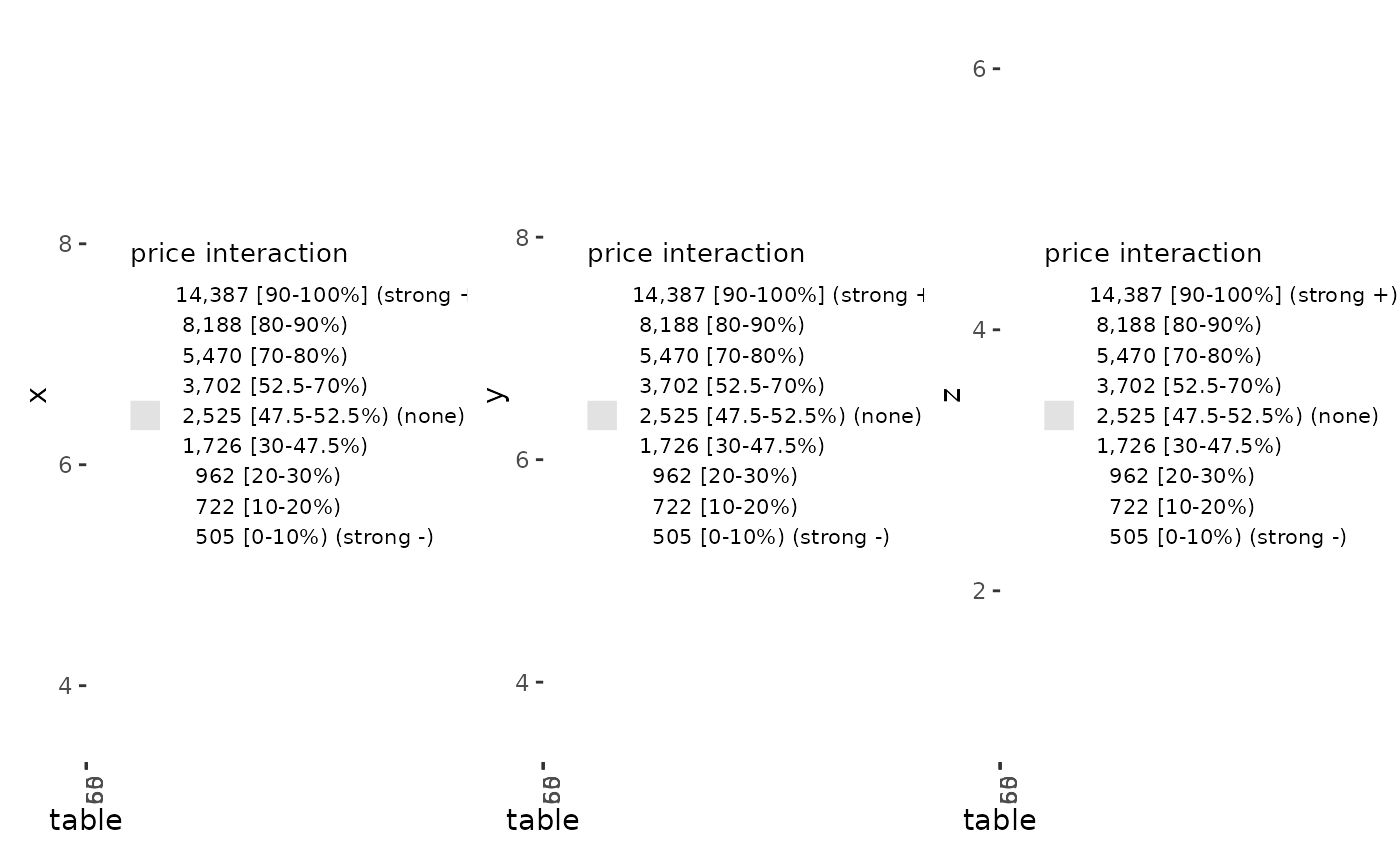 x
8
6
4
price interaction
14,387 [90-100%] (strong
8,188 [80-90%)
5,470 [70-80%)
3,702 [52.5-70%)
2,525 [47.5-52.5%) (none)
1,726 [30-47.5%)
962 [20-30%)
722 [10-20%)
505 [0-10%) (strong -)
table
y
8
6
4
price interaction
14,387 [90-100%] (strong
8,188 [80-90%)
5,470 [70-80%)
3,702 [52.5-70%)
2,525 [47.5-52.5%) (none)
1,726 [30-47.5%)
962 [20-30%)
722 [10-20%)
505 [0-10%) (strong -)
table
z
6
4
2
price interaction
14,387 [90-100%] (strong +)
8,188 [80-90%)
5,470 [70-80%)
3,702 [52.5-70%)
2,525 [47.5-52.5%) (none)
1,726 [30-47.5%)
962 [20-30%)
722 [10-20%)
505 [0-10%) (strong -)
table